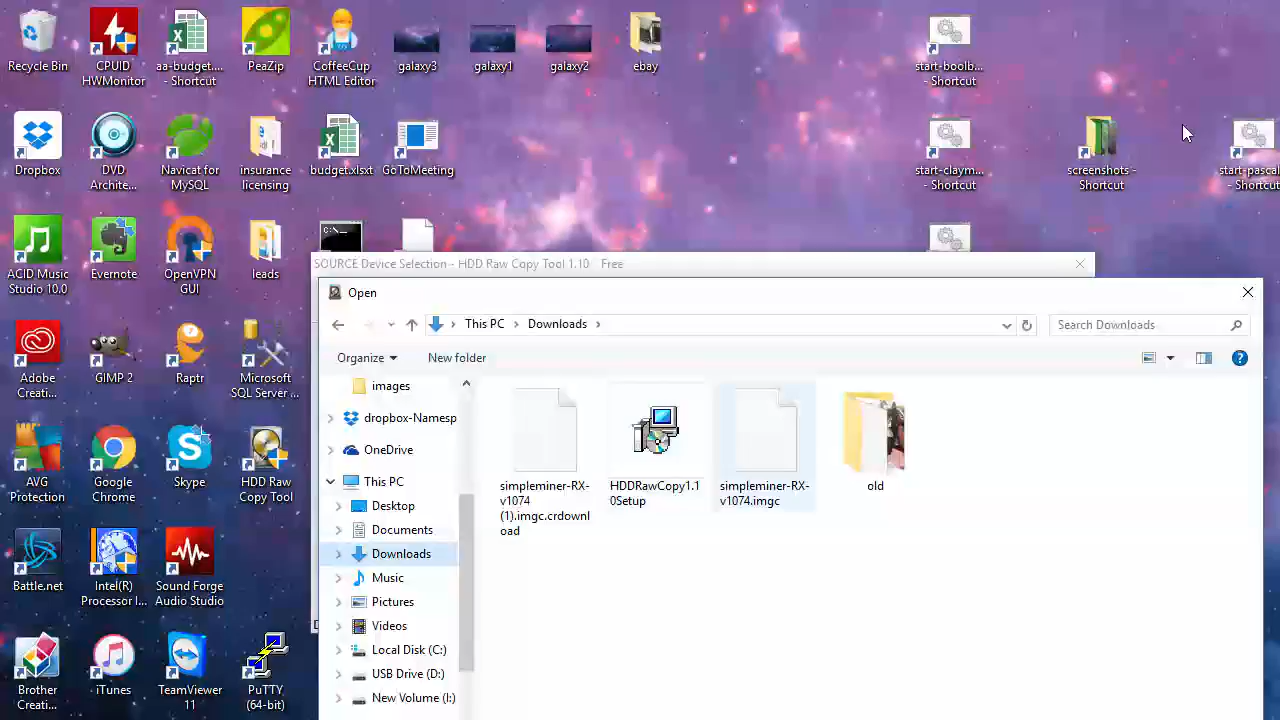 Recycle Bin
CPUID
HWMonitor
aa-budget....
- Shortcut
PeaZip
CoffeeCup
HTML Editor
galaxy3
galaxy1
galaxy2
ebay
start-boolb...
- Shortcut
Dropbox
DVD
Archite...
Navicat for
MySQL
insurance
licensing
budget.xlsxt
GoToMeeting
start-claym...
- Shortcut
screenshots -
Shortcut
start-pascal
Shortcut
ACID Music
Studio 10.0
Evernote
OpenVPN
GUI
leads
C:\_
SOURCE Device Selection - HDD Raw Copy Tool 1.10 Free
Open
This PC
Downloads
Search Downloads
Organize
New folder
Adobe
Creati...
GIMP 2
Raptr
Microsoft
SQL Server ...
AVG
Protection
Google
Chrome
Skype
HDD Raw
Copy Tool
Battle.net
Intel(R)
Processor I...
Sound Forge
Audio Studio
Brother
Creati...
iTunes
TeamViewer
11
PuTTY
(64-bit)
images
dropbox-Namesp
OneDrive
This PC
Desktop
Documents
Downloads
Music
Pictures
Videos
Local Disk (C:)
USB Drive (D:)
New Volume (I:)
simpleminer-RX-
v1074
(1).imgc.crdownl
oad
HDDRawCopy1.1
0Setup
simpleminer-RX-
v1074.imgc
old